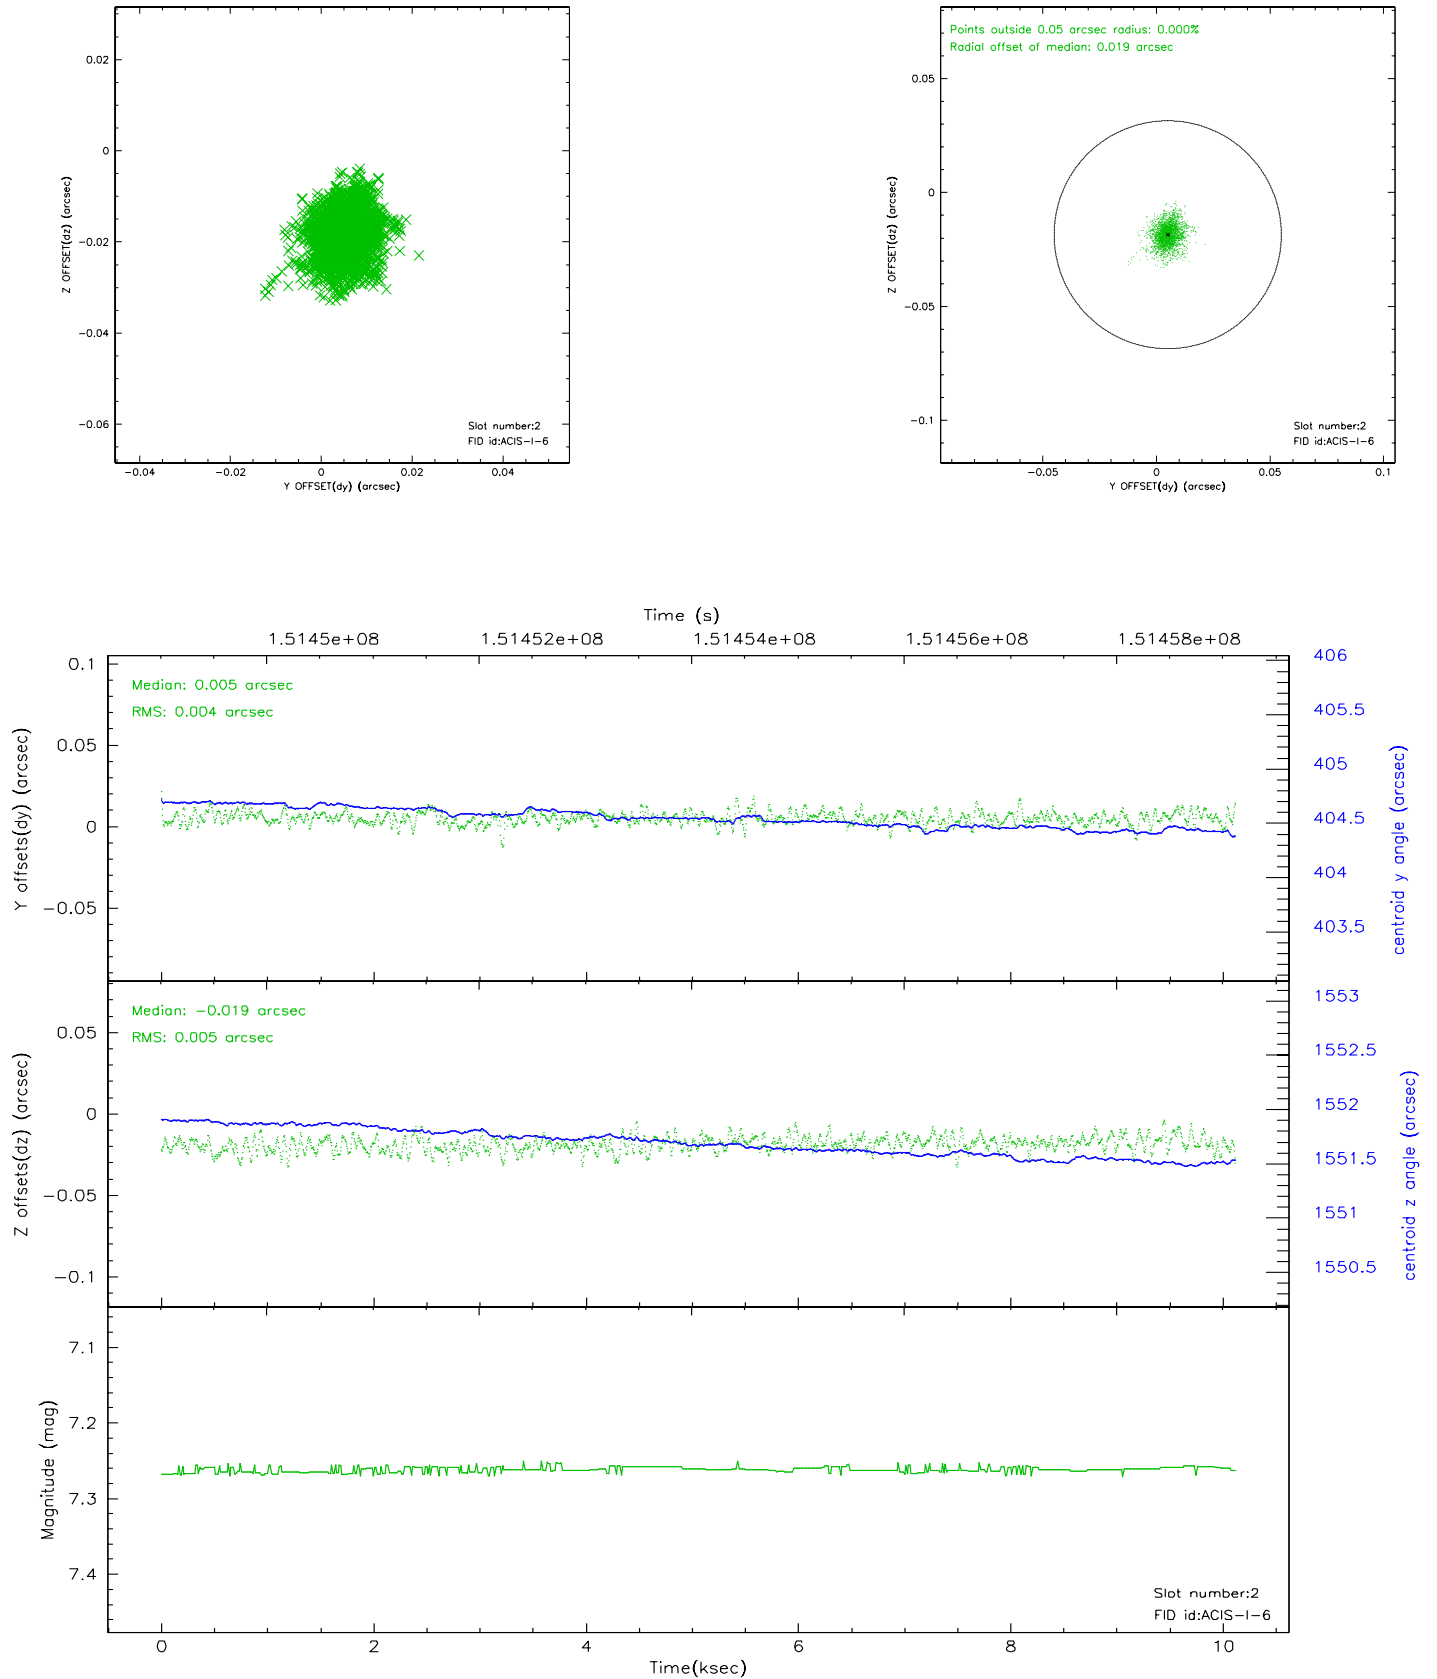 0.02
0
-0.02
-0.04
-0.06
Z OFFSET(dz) (arcsec)
Slot number:2
FID id:ACIS-I-6
-0.04 -0.02 0 0.02 0.04
Y OFFSET(dy) (arcsec)
Points outside 0.05 arcsec radius: 0.000%
Radial offset of median: 0.019 arcsec
0.05
0
-0.05
-0.1
Z OFFSET(dz) (arcsec)
Slot number:2
FID id:ACIS-I-6
-0.05 0 0.05 0.1
Y OFFSET(dy) (arcsec)
Time (s)
1.5145e+08 1.51452e+08 1.51454e+08 1.51456e+08 1.51458e+08
Median: 0.005 arcsec
RMS: 0.004 arcsec
0.1
0.05
0
-0.05
Y offsets(dy) (arcsec)
406
405.5
405
404.5
404
403.5
centroid y angle (arcsec)
Median: -0.019 arcsec
RMS: 0.005 arcsec
0.05
0
-0.05
-0.1
Z offsets(dz) (arcsec)
1553
1552.5
1552
1551.5
1551
1550.5
centroid z angle (arcsec)
7.1
7.2
7.3
7.4
Magnitude (mag)
Slot number:2
FID id:ACIS-I-6
0 2 4 6 8 10
Time(ksec)